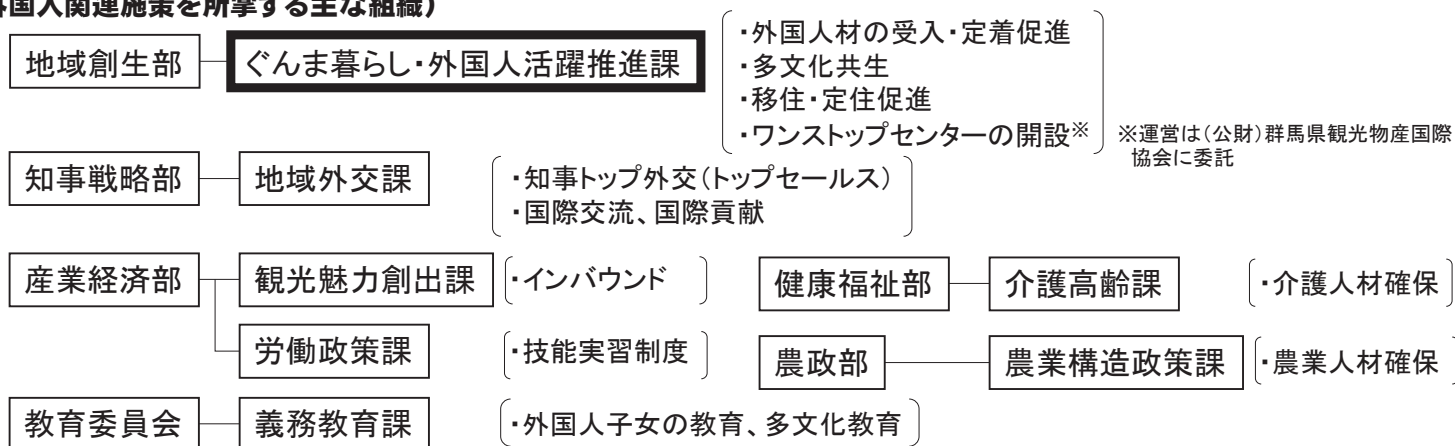 国人関連施策を所掌する主な組織）
地域創生部
ぐんま暮らし・外国人活躍推進課
・外国人材の受入・定着促進
・多文化共生
・移住・定住促進
・ワンストップセンターの開設※
※運営は（公財）群馬県観光物産国際
協会に委託
知事戦略部
地域外交課
・知事トップ外交（トップセールス）
・国際交流、国際貢献
産業経済部
観光魅力創出課
・インバウンド
労働政策課
・技能実習制度
健康福祉部
介護高齢課
・介護人材確保
農政部
農業構造政策課
・農業人材確保
教育委員会
義務教育課
・外国人子女の教育、多文化教育